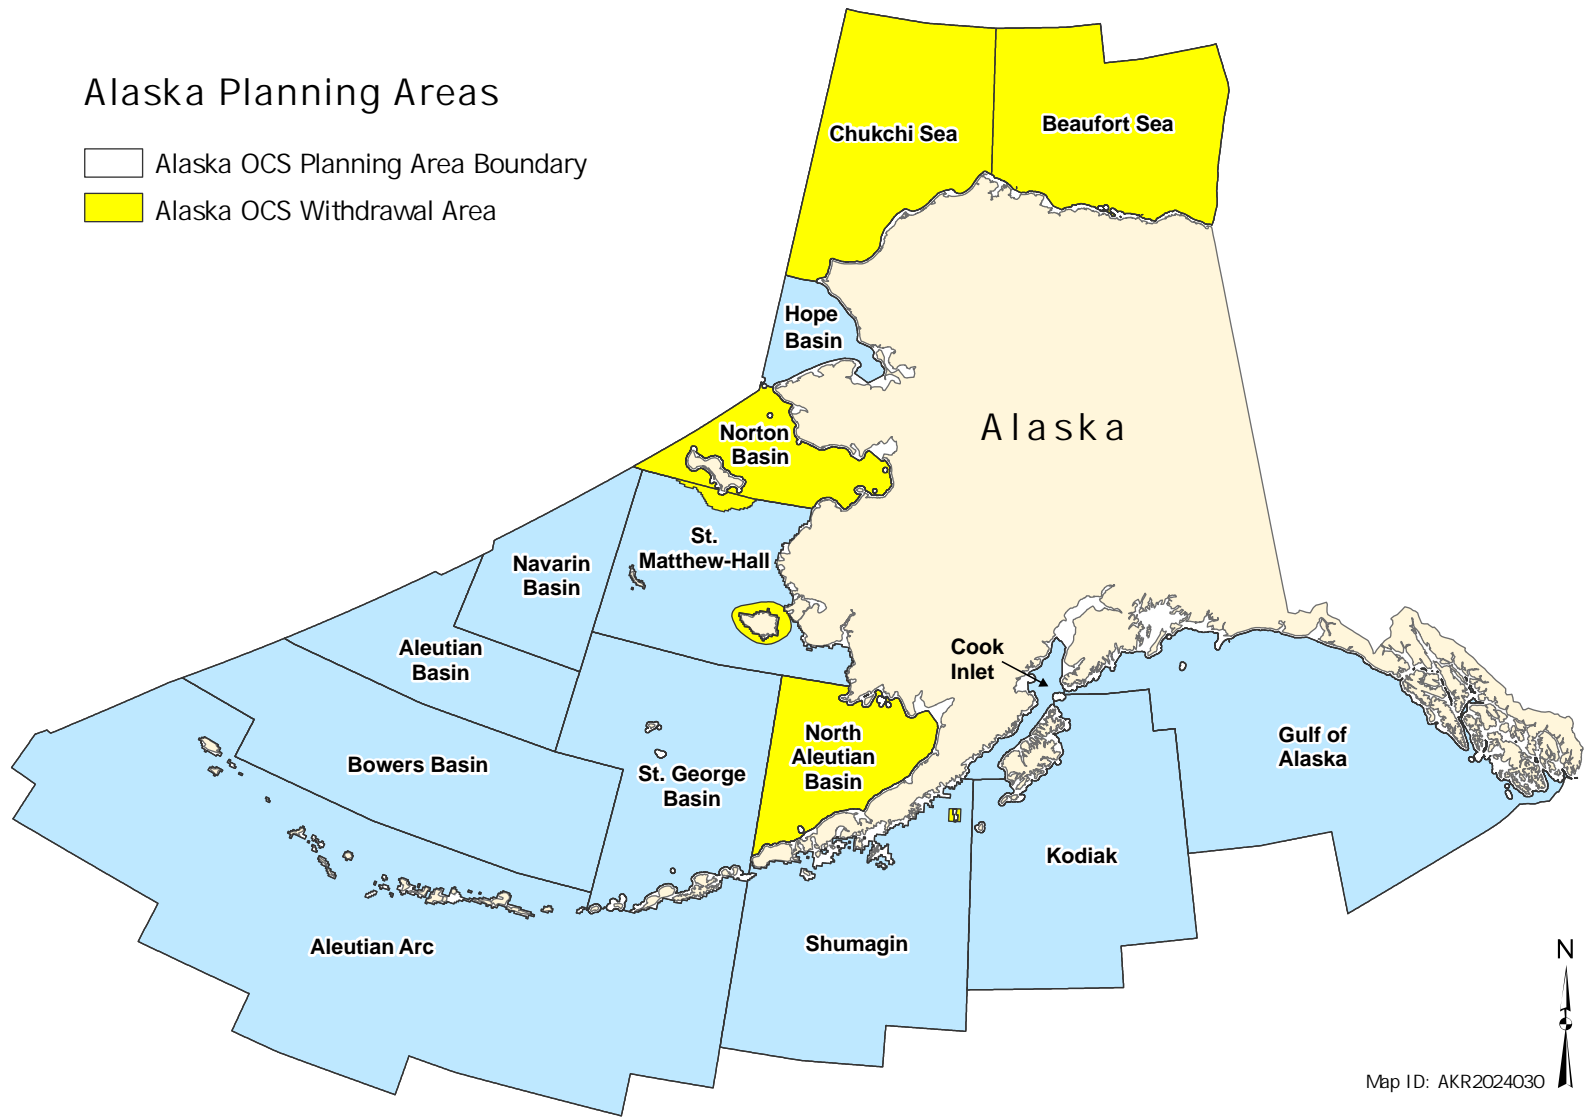 Alaska Planning Areas
Alaska OCS Planning Area Boundary
Alaska OCS Withdrawal Area
Chukchi Sea
Beaufort Sea
Hope
Basin
Alaska
Norton
Basin
St.
Matthew-Hall
Navarin
Basin
Aleutian
Basin
Cook
Inlet
North
Aleutian
Basin
Gulf of
Alaska
Bowers Basin
St. George
Basin
Kodiak
Aleutian Arc
Shumagin
N
Map ID: AKR2024030